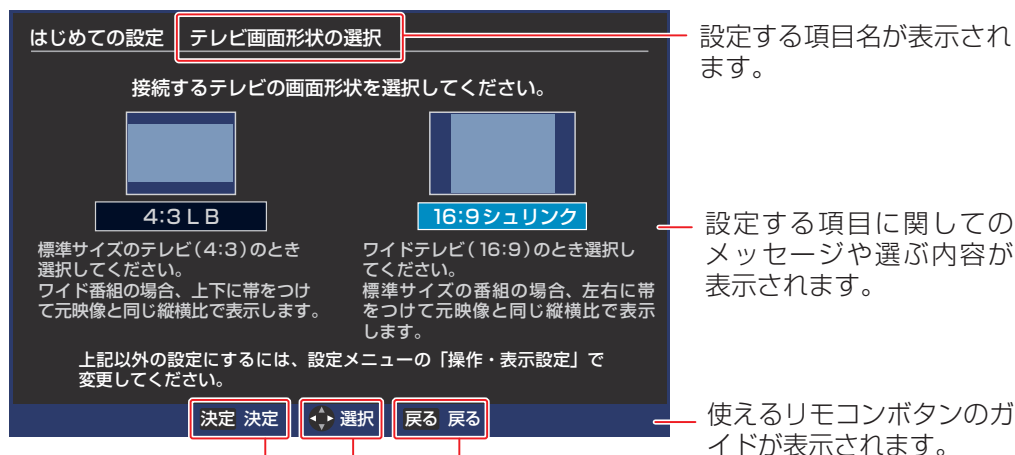 はじめての設定 テレビ画面形状の選択
接続するテレビの画面形状を選択してください。
4:3 L B
16:9シュリンク
標準サイズのテレビ(4:3)のとき
選択してください。
ワイド番組の場合、上下に帯をつけ
て元映像と同じ縦横比で表示します。
ワイドテレビ(16:9)のとき選択し
てください。
標準サイズの番組の場合、左右に帯
をつけて元映像と同じ縦横比で表示
します。
上記以外の設定にするには、設定メニューの「操作・表示設定」で
変更してください。
決定 決定 選択 戻る 戻る
設定する項目名が表示され
ます。
設定する項目に関しての
メッセージや選ぶ内容が
表示されます。
使えるリモコンボタンのガ
イドが表示されます。